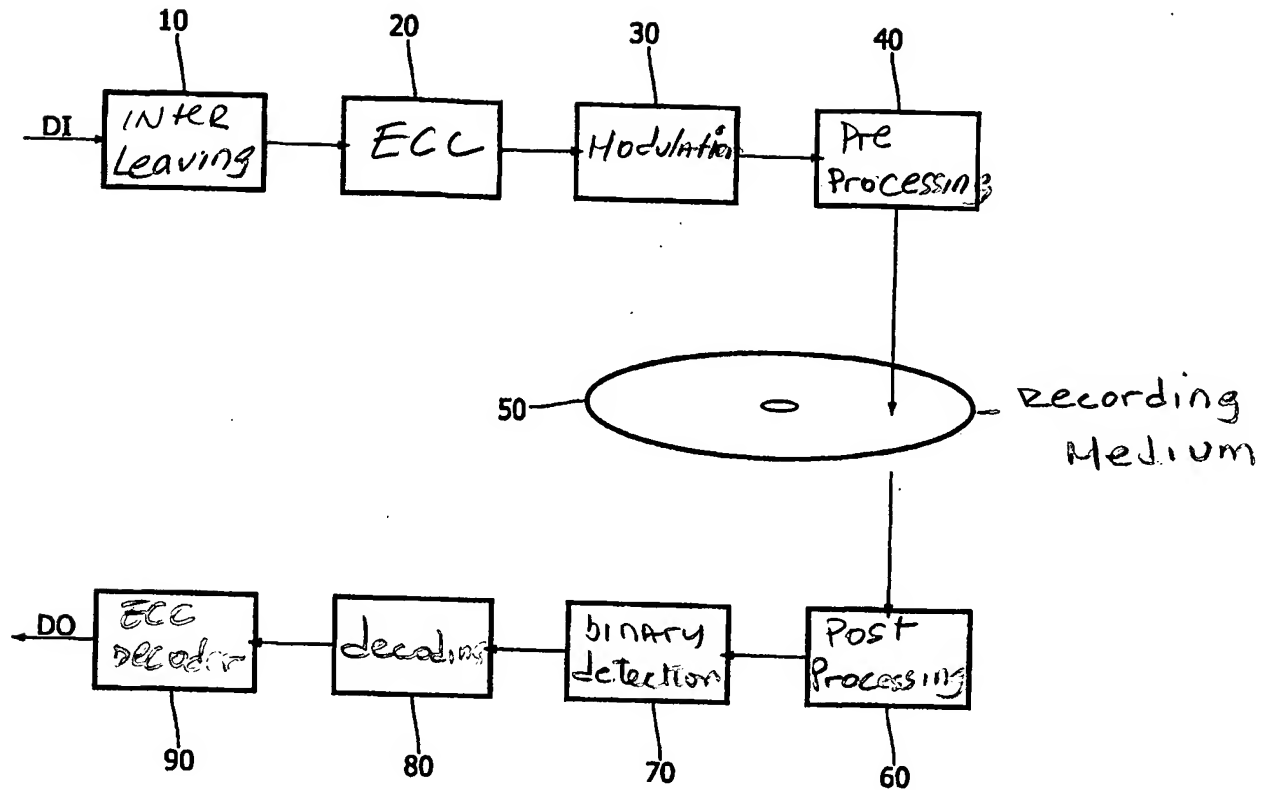 10
20
30
40
DI
INTER
Leaving
ECC
Modulation
Pre
Processing
50
Recording
Medium
DO
ECC
Decoder
decoding
binary
detection
Post
Processing
90
80
70
60